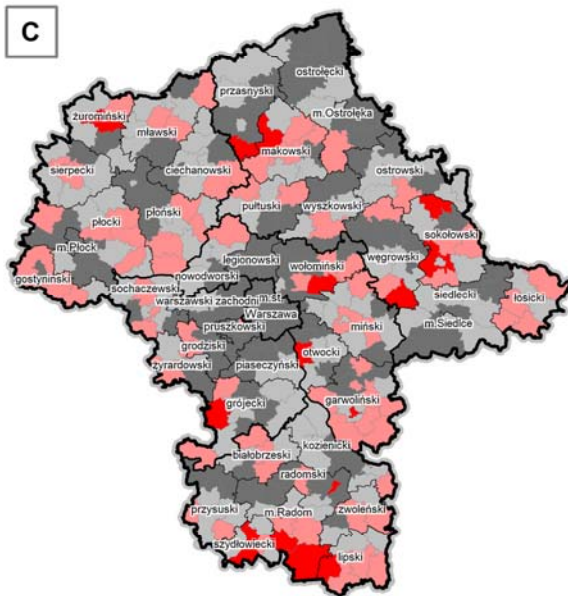 C
ostrołęcki
przasnyski
m.Ostrołęka
żuromiński
mławski
makowski
ostrowski
sierpecki
ciechanowski
pułtuski
wyszkowski
płocki
płoński
sokołowski
m.Płock
legionowski
węgrowski
wołomiński
gostyniński
nowodworski
sochaczewski
siedlecki
łosicki
warszawski zachodni
m.st.
Warszawa
miński
m.Siedlce
pruszkowski
grodziski
otwocki
żyrardowski
piaseczyński
garwoliński
grójecki
kozienicki
białobrzeski
radomski
przysuski
m.Radom
zwoleński
szydłowiecki
lipski